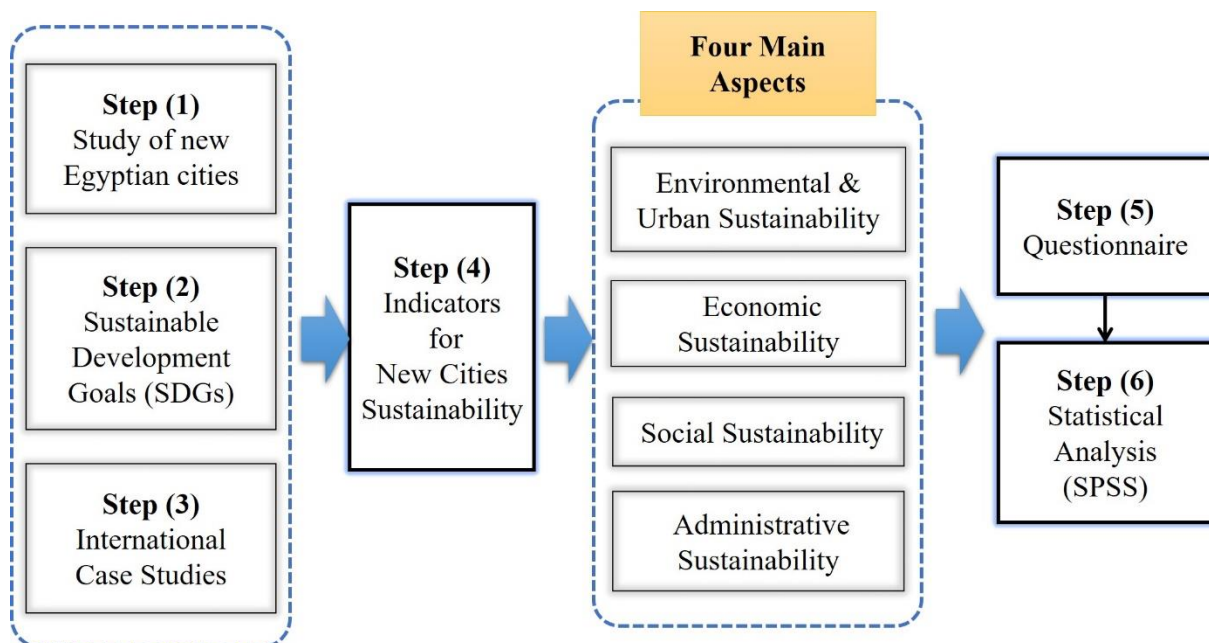 Step (1)
Study of new
Egyptian cities
Step (2)
Sustainable
Development
Goals (SDGs)
Step (3)
International
Case Studies
Step (4)
Indicators
for
New Cities
Sustainability
Four Main
Aspects
Environmental &
Urban Sustainability
Economic
Sustainability
Social Sustainability
Administrative
Sustainability
Step (5)
Questionnaire
Step (6)
Statistical
Analysis
(SPSS)